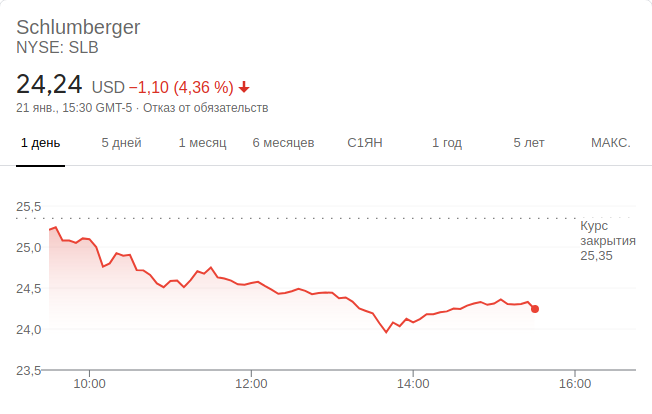 Schlumberger
NYSE: SLB
24,24 USD −1,10 (4,36 %)
21 янв., 15:30 GMT-5 · Отказ от обязательств
1 день 5 дней 1 месяц 6 месяцев С1ЯН 1 год 5 лет МАКС.
25,5
Курс
закрытия
25,35
25,0
24,5
24,0
23,5
10:00 12:00 14:00 16:00